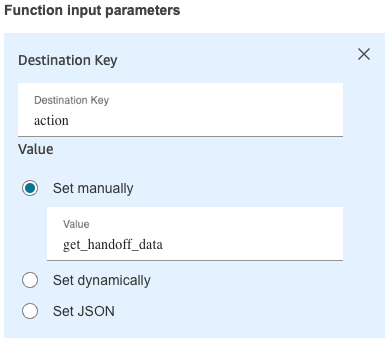 Function input parameters
Destination Key
Destination Key
action
Value
Set manually
Value
get_handoff_data
Set dynamically
Set JSON